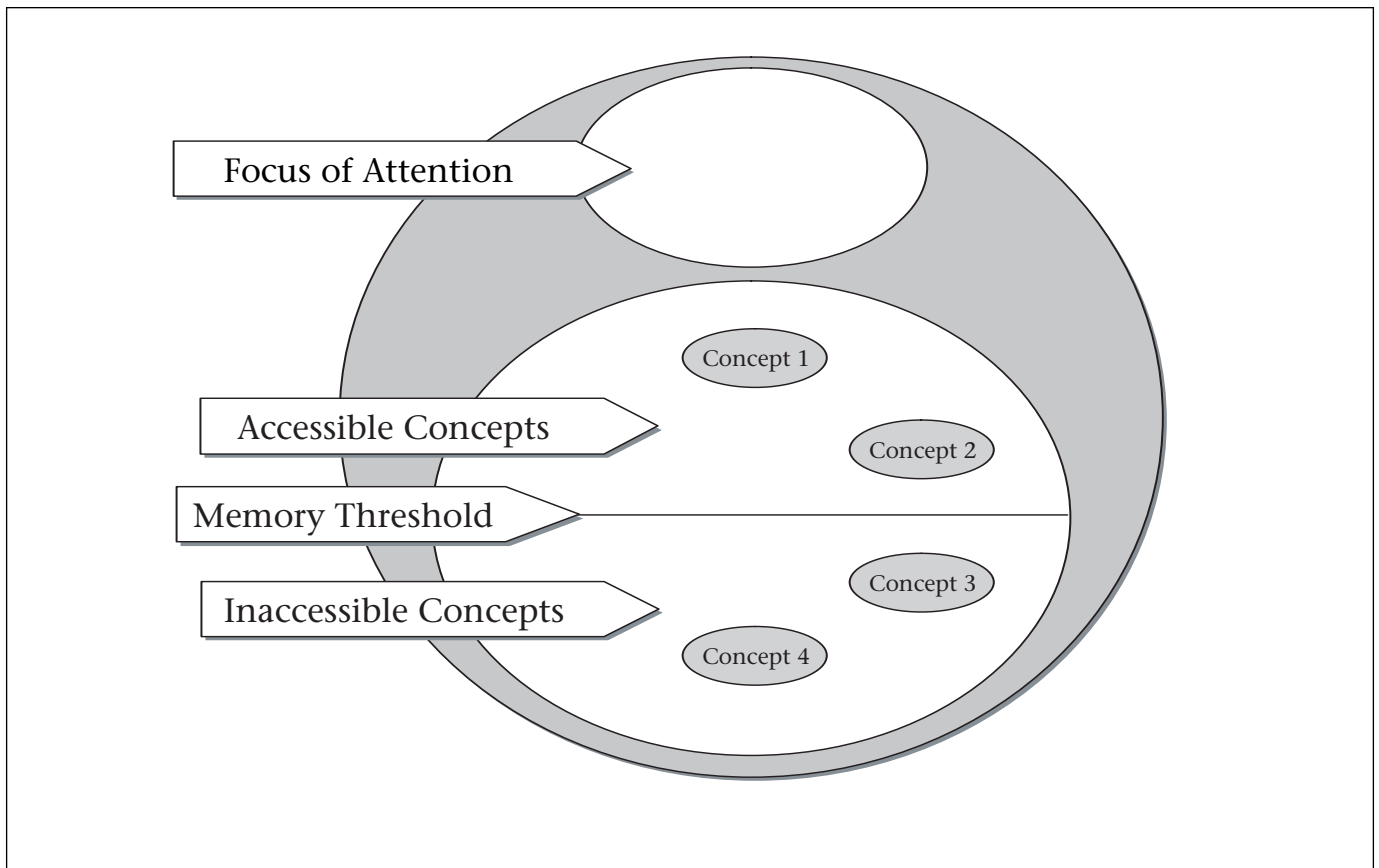 Focus of Attention
Concept 1
Accessible Concepts
Concept 2
Memory Threshold
Concept 3
Inaccessible Concepts
Concept 4